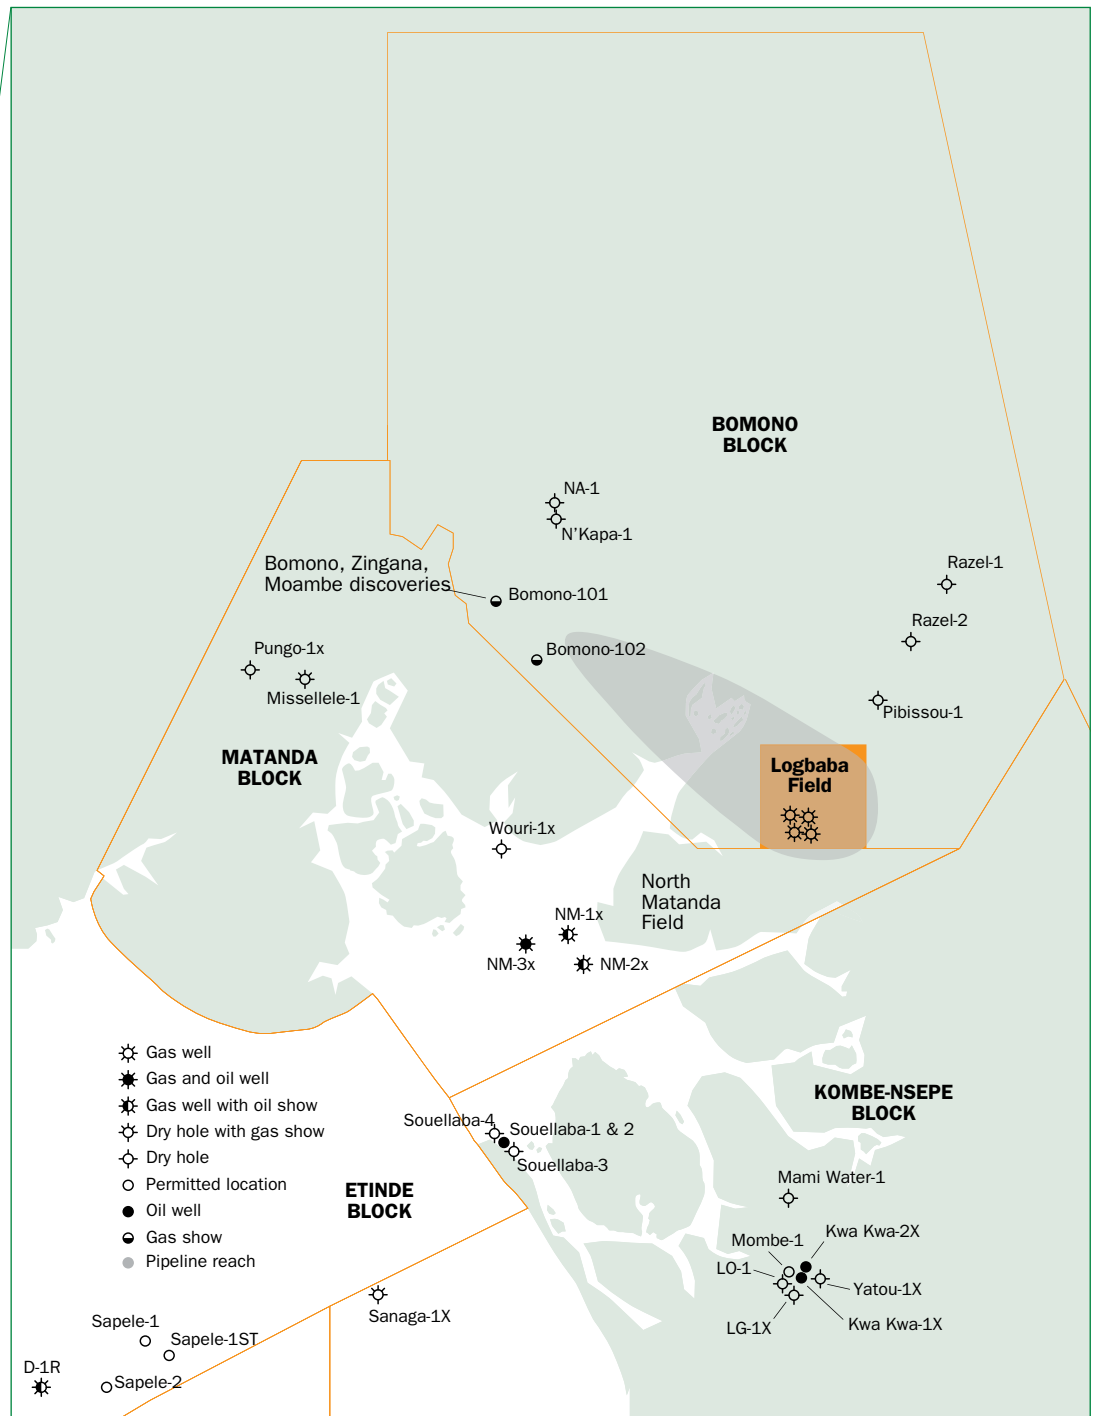 BOMONO
BLOCK
NA-1
N’Kapa-1
Bomono, Zingana,
Moambe discoveries
Bomono-101
Razel-1
Razel-2
Pungo-1x
Missellele-1
Bomono-102
Pibissou-1
MATANDA
BLOCK
Logbaba
Field
Wouri-1x
North
Matanda
Field
NM-1x
NM-3x
NM-2x
Gas well
Gas and oil well
Gas well with oil show
Dry hole with gas show
Dry hole
Permitted location
Oil well
Gas show
Pipeline reach
KOMBE-NSEPE
BLOCK
Souellaba-4
Souellaba-1 & 2
Souellaba-3
ETINDE
BLOCK
Mami Water-1
Kwa Kwa-2X
Mombe-1
LO-1
Yatou-1X
LG-1X
Kwa Kwa-1X
Sanaga-1X
Sapele-1
Sapele-1ST
D-1R
Sapele-2